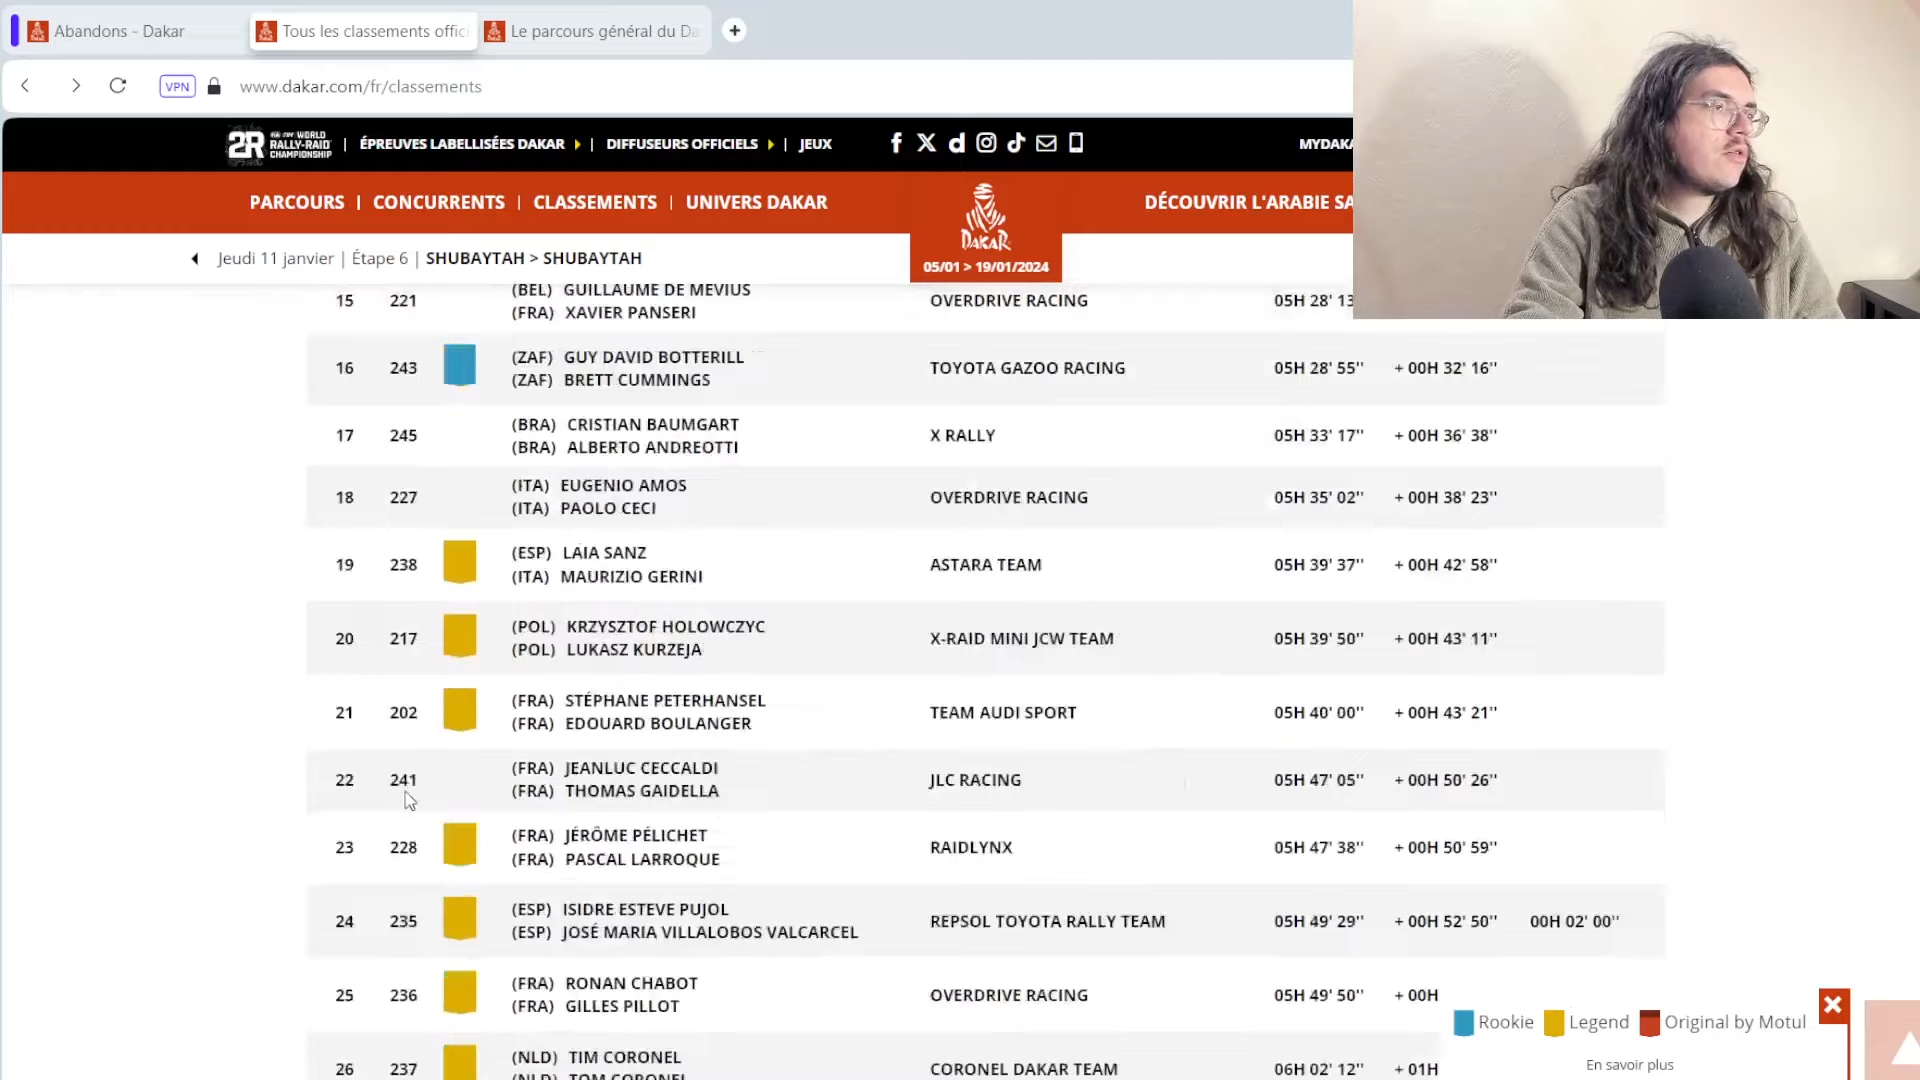 Abandons - Dakar
Tous les classements offici
Le parcours général du Da
VPN
www.dakar.com/fr/classements
2R
WORLD
RALLY-RAID
CHAMPIONSHIP
ÉPREUVES LABELLISÉES DAKAR
DIFFUSEURS OFFICIELS
JEUX
MYDAKA
PARCOURS | CONCURRENTS | CLASSEMENTS | UNIVERS DAKAR
DÉCOUVRIR L'ARABIE SA
DAKAR
05/01 > 19/01/2024
Jeudi 11 janvier | Étape 6 | SHUBAYTAH > SHUBAYTAH
15 221 (BEL) GUILLAUME DE MEVIUS OVERDRIVE RACING 05H 28' 13
(FRA) XAVIER PANSERI
16 243 (ZAF) GUY DAVID BOTTERILL TOYOTA GAZOO RACING 05H 28' 55'' + 00H 32' 16''
(ZAF) BRETT CUMMINGS
17 245 (BRA) CRISTIAN BAUMGART X RALLY 05H 33' 17'' + 00H 36' 38''
(BRA) ALBERTO ANDREOTTI
18 227 (ITA) EUGENIO AMOS OVERDRIVE RACING 05H 35' 02'' + 00H 38' 23''
(ITA) PAOLO CECI
19 238 (ESP) LAIA SANZ ASTARA TEAM 05H 39' 37'' + 00H 42' 58''
(ITA) MAURIZIO GERINI
20 217 (POL) KRZYSZTOF HOLOWCZYC X-RAID MINI JCW TEAM 05H 39' 50'' + 00H 43' 11''
(POL) LUKASZ KURZEJA
21 202 (FRA) STÉPHANE PETERHANSEL TEAM AUDI SPORT 05H 40' 00'' + 00H 43' 21''
(FRA) EDOUARD BOULANGER
22 241 (FRA) JEANLUC CECCALDI JLC RACING 05H 47' 05'' + 00H 50' 26''
(FRA) THOMAS GAIDELLA
23 228 (FRA) JÉRÔME PÉLICHET RAIDLYNX 05H 47' 38'' + 00H 50' 59''
(FRA) PASCAL LARROQUE
24 235 (ESP) ISIDRE ESTEVE PUJOL REPSOL TOYOTA RALLY TEAM 05H 49' 29'' + 00H 52' 50'' 00H 02' 00''
(ESP) JOSÉ MARIA VILLALOBOS VALCARCEL
25 236 (FRA) RONAN CHABOT OVERDRIVE RACING 05H 49' 50'' + 00H
(FRA) GILLES PILLOT
26 237 (NLD) TIM CORONEL CORONEL DAKAR TEAM 06H 02' 12'' + 01H
(NLD) TOM CORONEL
Rookie Legend Original by Motul
En savoir plus